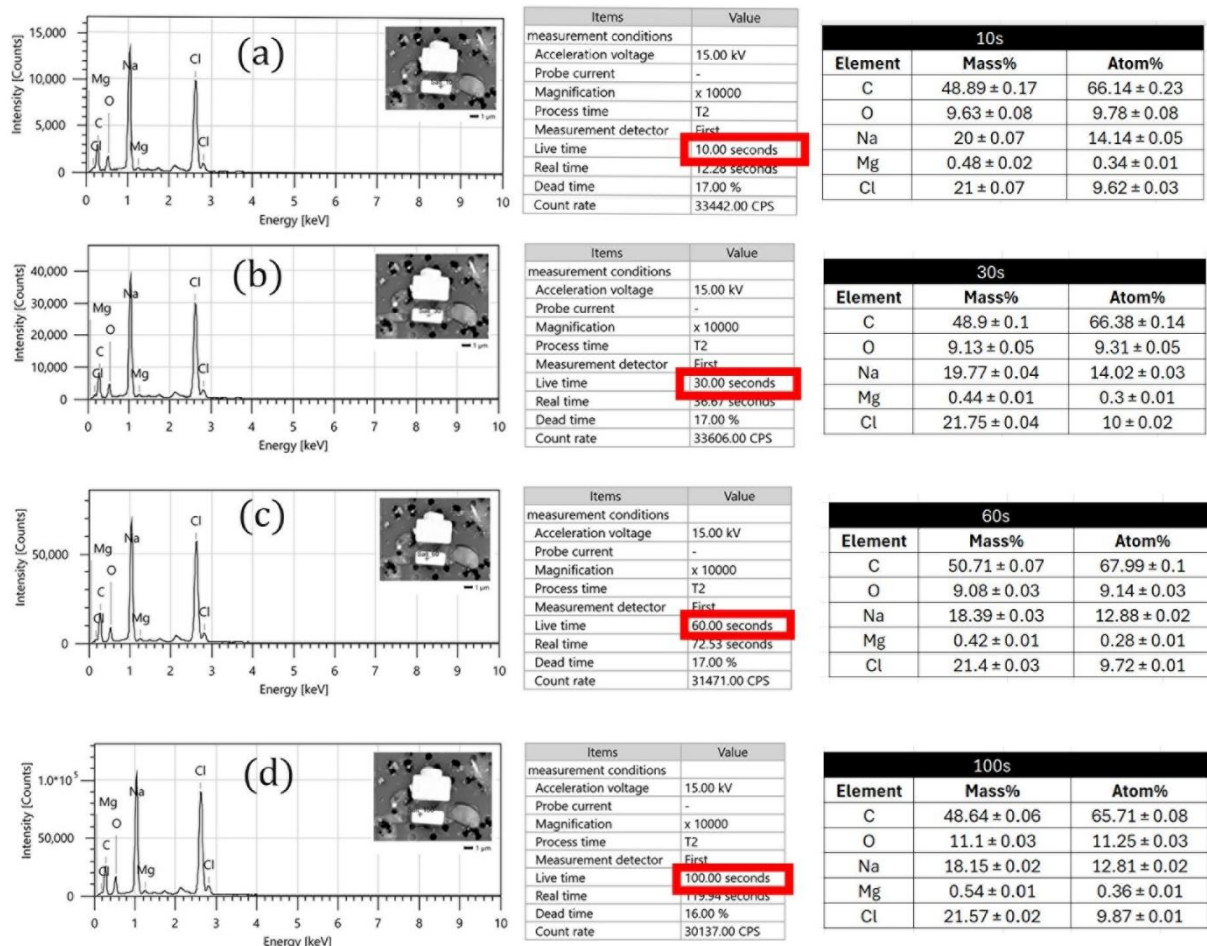 (a)
Intensity [Counts]
15,000
10,000
5,000
0
Mg
O
C
Cl
Na
Mg
Cl
Cl
1 μm
0 1 2 3 4 5 6 7 8 9 10
Energy [keV]
Items Value
measurement conditions
Acceleration voltage 15.00 kV
Probe current -
Magnification x 10000
Process time T2
Measurement detector First
Live time 10.00 seconds
Real time 12.28 seconds
Dead time 17.00 %
Count rate 33442.00 CPS
10s
Element Mass% Atom%
C 48.89 ± 0.17 66.14 ± 0.23
O 9.63 ± 0.08 9.78 ± 0.08
Na 20 ± 0.07 14.14 ± 0.05
Mg 0.48 ± 0.02 0.34 ± 0.01
Cl 21 ± 0.07 9.62 ± 0.03
(b)
Intensity [Counts]
40,000
30,000
20,000
10,000
0
Mg
O
C
Cl
Na
Mg
Cl
Cl
1 μm
0 1 2 3 4 5 6 7 8 9 10
Energy [keV]
Items Value
measurement conditions
Acceleration voltage 15.00 kV
Probe current -
Magnification x 10000
Process time T2
Measurement detector First
Live time 30.00 seconds
Real time 36.67 seconds
Dead time 17.00 %
Count rate 33606.00 CPS
30s
Element Mass% Atom%
C 48.9 ± 0.1 66.38 ± 0.14
O 9.13 ± 0.05 9.31 ± 0.05
Na 19.77 ± 0.04 14.02 ± 0.03
Mg 0.44 ± 0.01 0.3 ± 0.01
Cl 21.75 ± 0.04 10 ± 0.02
(c)
Intensity [Counts]
50,000
0
Mg
O
C
Cl
Na
Mg
Cl
Cl
1 μm
0 1 2 3 4 5 6 7 8 9 10
Energy [keV]
Items Value
measurement conditions
Acceleration voltage 15.00 kV
Probe current -
Magnification x 10000
Process time T2
Measurement detector First
Live time 60.00 seconds
Real time 72.53 seconds
Dead time 17.00 %
Count rate 31471.00 CPS
60s
Element Mass% Atom%
C 50.71 ± 0.07 67.99 ± 0.1
O 9.08 ± 0.03 9.14 ± 0.03
Na 18.39 ± 0.03 12.88 ± 0.02
Mg 0.42 ± 0.01 0.28 ± 0.01
Cl 21.4 ± 0.03 9.72 ± 0.01
(d)
Intensity [Counts]
1.0*10⁵
50,000
0
Mg
O
C
Cl
Na
Mg
Cl
Cl
1 μm
0 1 2 3 4 5 6 7 8 9 10
Energy [keV]
Items Value
measurement conditions
Acceleration voltage 15.00 kV
Probe current -
Magnification x 10000
Process time T2
Measurement detector First
Live time 100.00 seconds
Real time 119.94 seconds
Dead time 16.00 %
Count rate 30137.00 CPS
100s
Element Mass% Atom%
C 48.64 ± 0.06 65.71 ± 0.08
O 11.1 ± 0.03 11.25 ± 0.03
Na 18.15 ± 0.02 12.81 ± 0.02
Mg 0.54 ± 0.01 0.36 ± 0.01
Cl 21.57 ± 0.02 9.87 ± 0.01